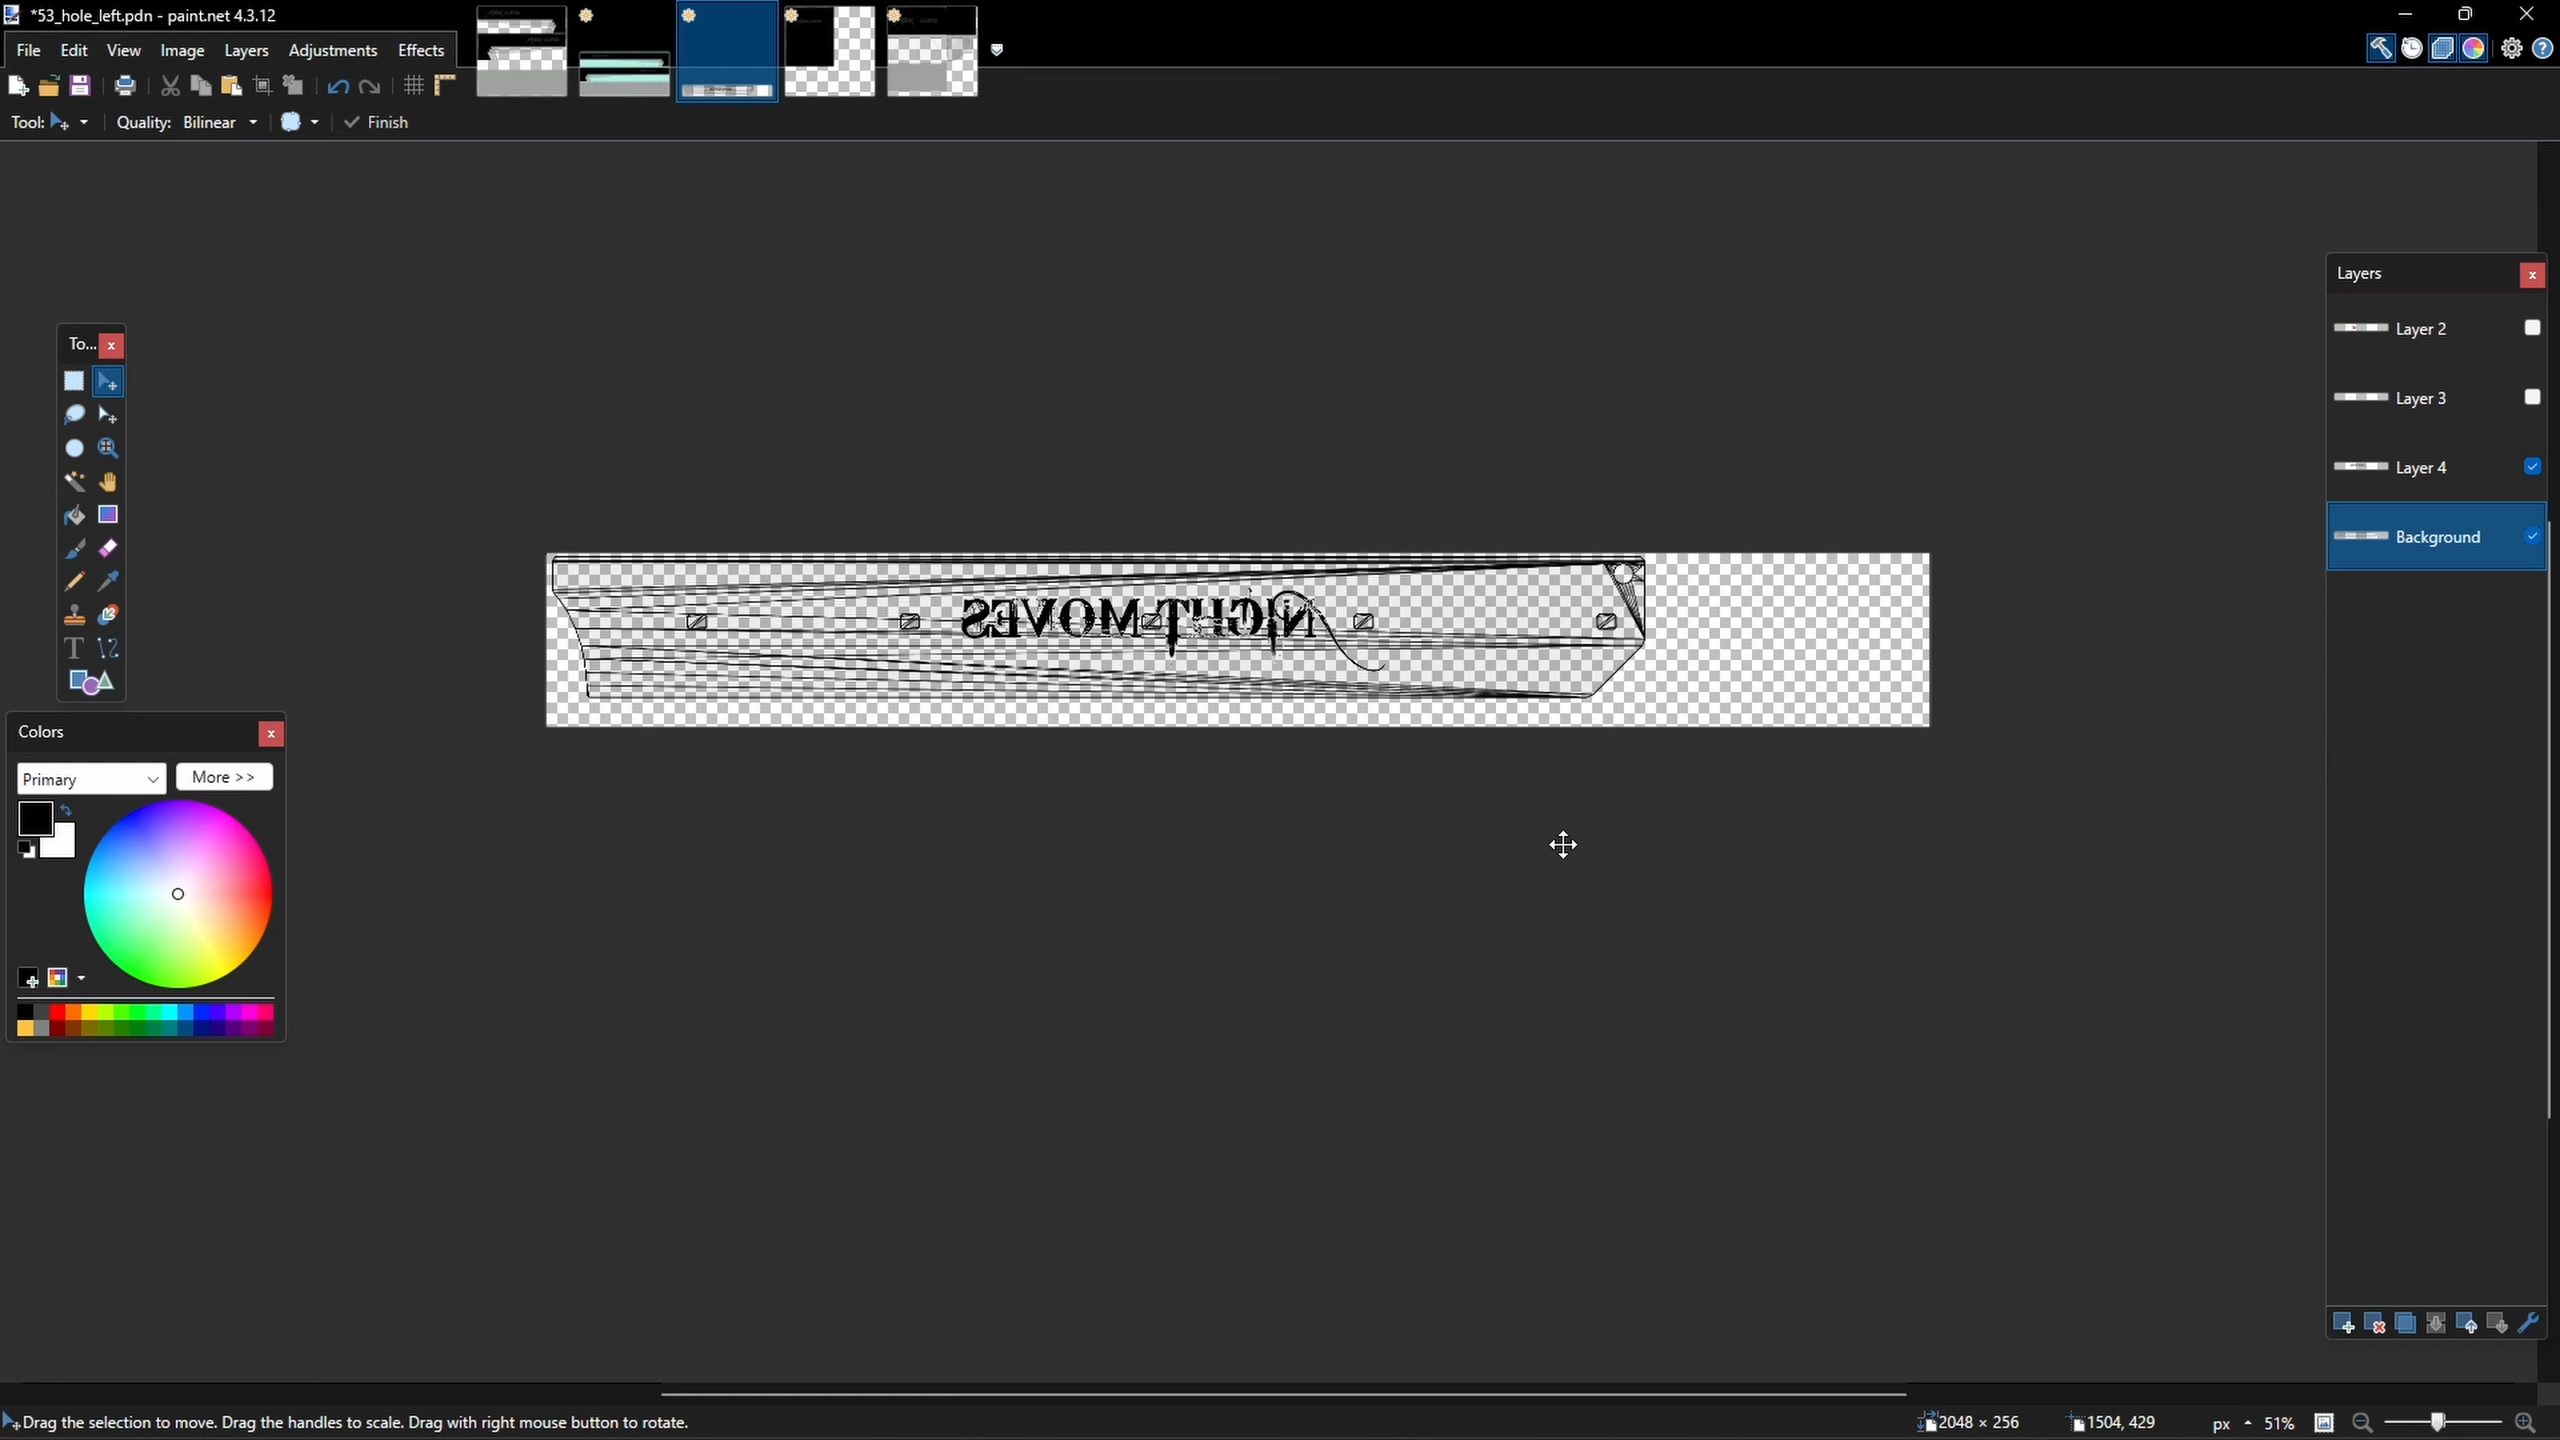 *53_hole_left.pdn - paint.net 4.3.12
File Edit View Image Layers Adjustments Effects
Tool: Quality: Bilinear Finish
Layers
Layer 2
To...
Layer 3
Layer 4
Background
NIGHT MOVES
Colors
Primary More >>
Drag the selection to move. Drag the handles to scale. Drag with right mouse button to rotate. 2048 × 256 1504, 429 px 51%